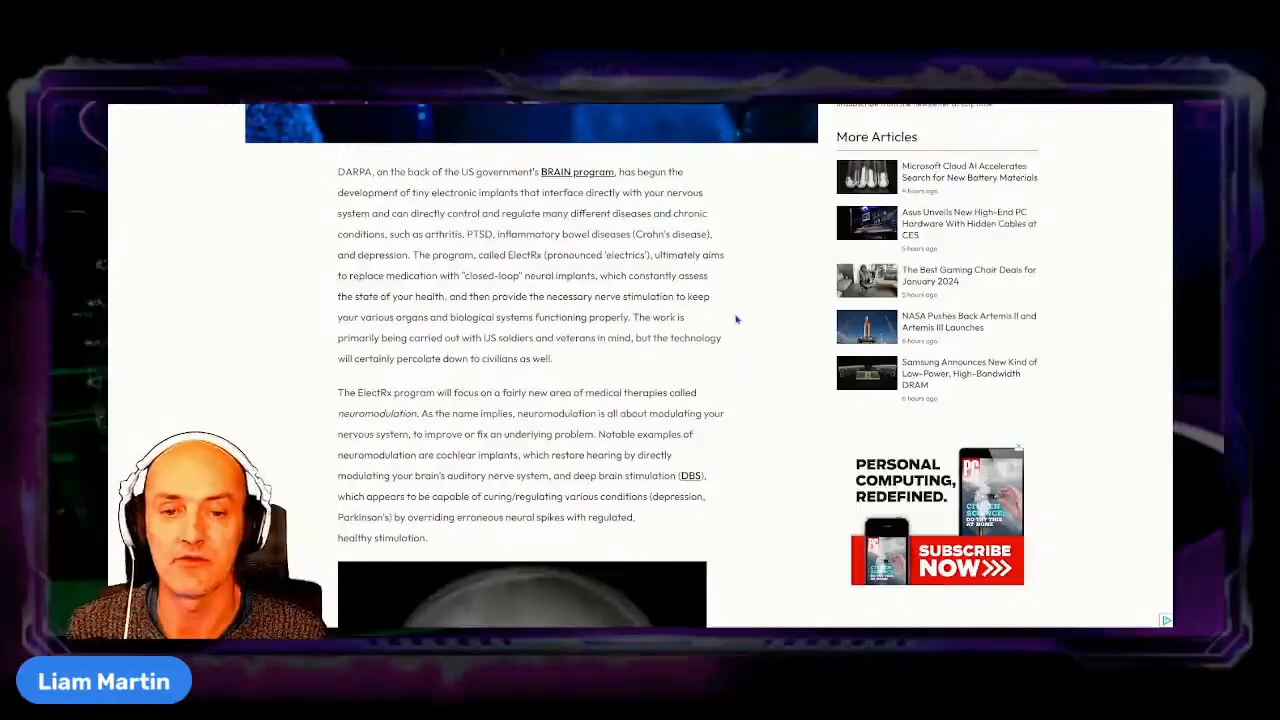 More Articles
DARPA, on the back of the US government's BRAIN program, has begun the
development of tiny electronic implants that interface directly with your nervous
system and can directly control and regulate many different diseases and chronic
conditions, such as arthritis, PTSD, inflammatory bowel diseases (Crohn's disease),
and depression. The program, called ElectRx (pronounced 'electrics'), ultimately aims
to replace medication with "closed-loop" neural implants, which constantly assess
the state of your health, and then provide the necessary nerve stimulation to keep
your various organs and biological systems functioning properly. The work is
primarily being carried out with US soldiers and veterans in mind, but the technology
will certainly percolate down to civilians as well.
The ElectRx program will focus on a fairly new area of medical therapies called
neuromodulation. As the name implies, neuromodulation is all about modulating your
nervous system, to improve or fix an underlying problem. Notable examples of
neuromodulation are cochlear implants, which restore hearing by directly
modulating your brain's auditory nerve system, and deep brain stimulation (DBS),
which appears to be capable of curing/regulating various conditions (depression,
Parkinson's) by overriding erroneous neural spikes with regulated,
healthy stimulation.
Microsoft Cloud AI Accelerates
Search for New Battery Materials
4 hours ago
Asus Unveils New High-End PC
Hardware With Hidden Cables at
CES
5 hours ago
The Best Gaming Chair Deals for
January 2024
5 hours ago
NASA Pushes Back Artemis II and
Artemis III Launches
6 hours ago
Samsung Announces New Kind of
Low-Power, High-Bandwidth
DRAM
6 hours ago
PERSONAL
COMPUTING,
REDEFINED.
PC
CITIZEN
SCIENCE:
DO TRY THIS
AT HOME
PC
SUBSCRIBE
NOW
Liam Martin